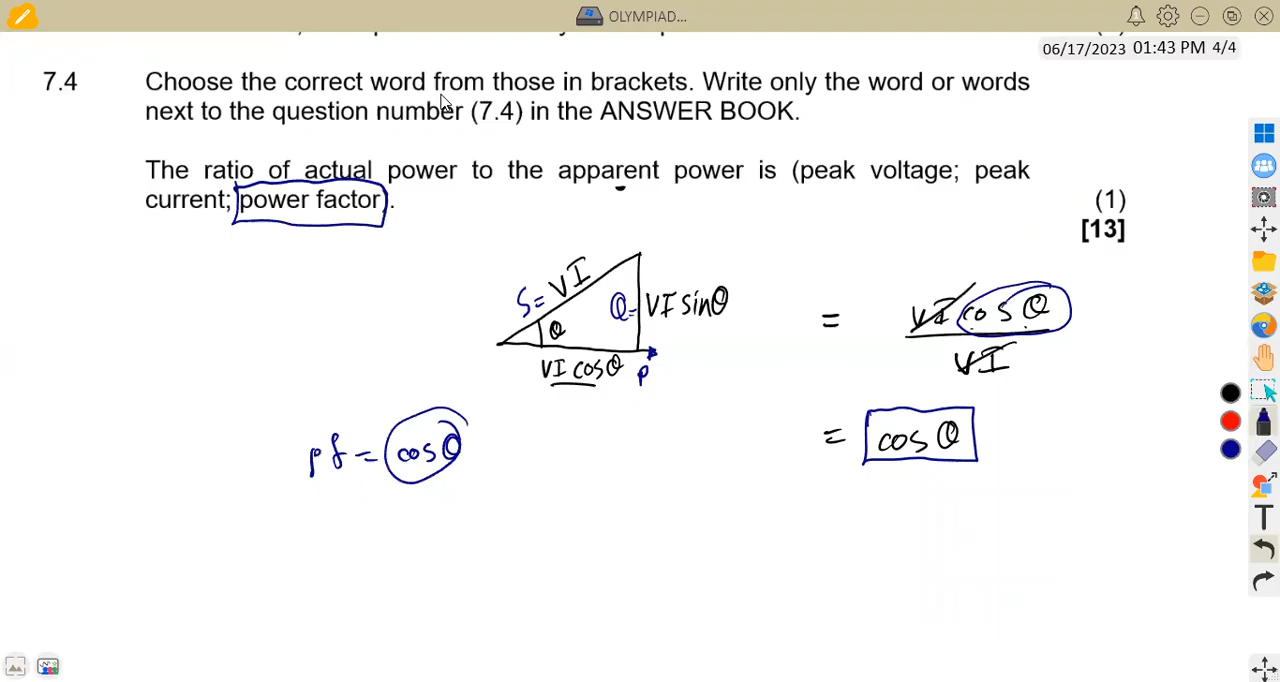 OLYMPIAD...
06/17/2023 01:43 PM 4/4
7.4 Choose the correct word from those in brackets. Write only the word or words
next to the question number (7.4) in the ANSWER BOOK.
The ratio of actual power to the apparent power is (peak voltage; peak
current; power factor). (1)
[13]
S = VI
Q = VI sinθ
θ
VI cosθ
P
= VI cos θ
VI
pf = cos θ
= cos θ
T